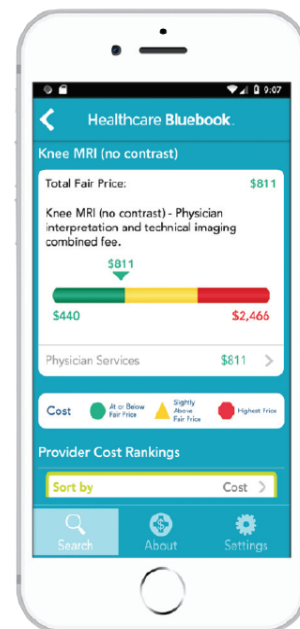 9:07
Healthcare Bluebook.
Knee MRI (no contrast)
Total Fair Price: $811
Knee MRI (no contrast) - Physician
interpretation and technical imaging
combined fee.
$811
$440 $2,466
Physician Services $811 >
Cost At or Below Fair Price Slightly Above Fair Price Highest Price
Provider Cost Rankings
Sort by Cost >
Search About Settings